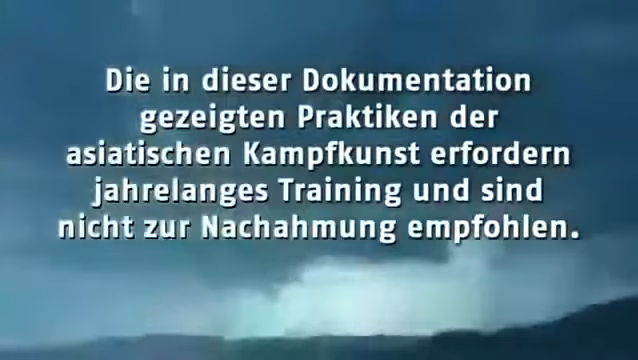 Die in dieser Dokumentation
gezeigten Praktiken der
asiatischen Kampfkunst erfordern
jahrelanges Training und sind
nicht zur Nachahmung empfohlen.